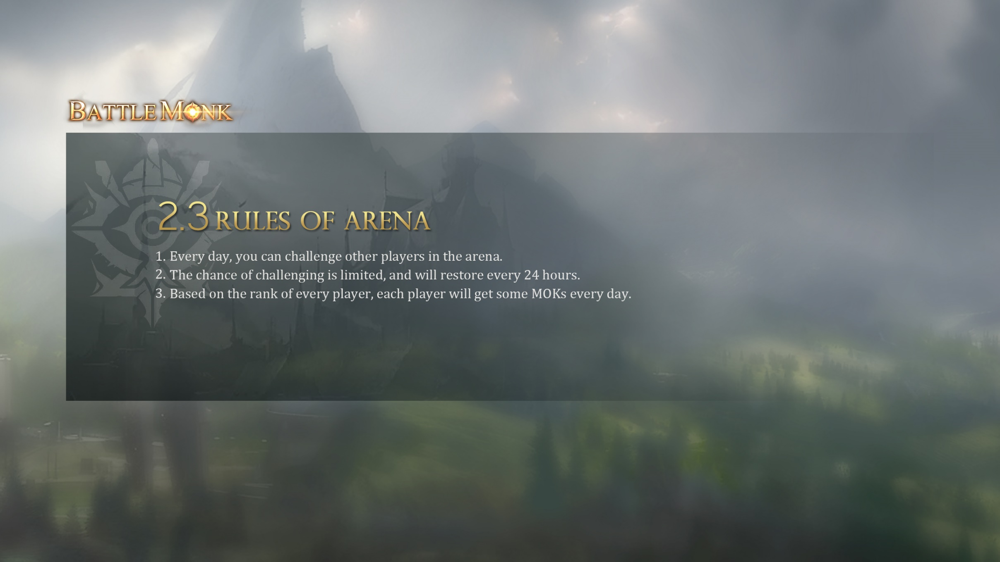 BATTLE MONK
2.3 RULES OF ARENA
1. Every day, you can challenge other players in the arena.
2. The chance of challenging is limited, and will restore every 24 hours.
3. Based on the rank of every player, each player will get some MOKs every day.